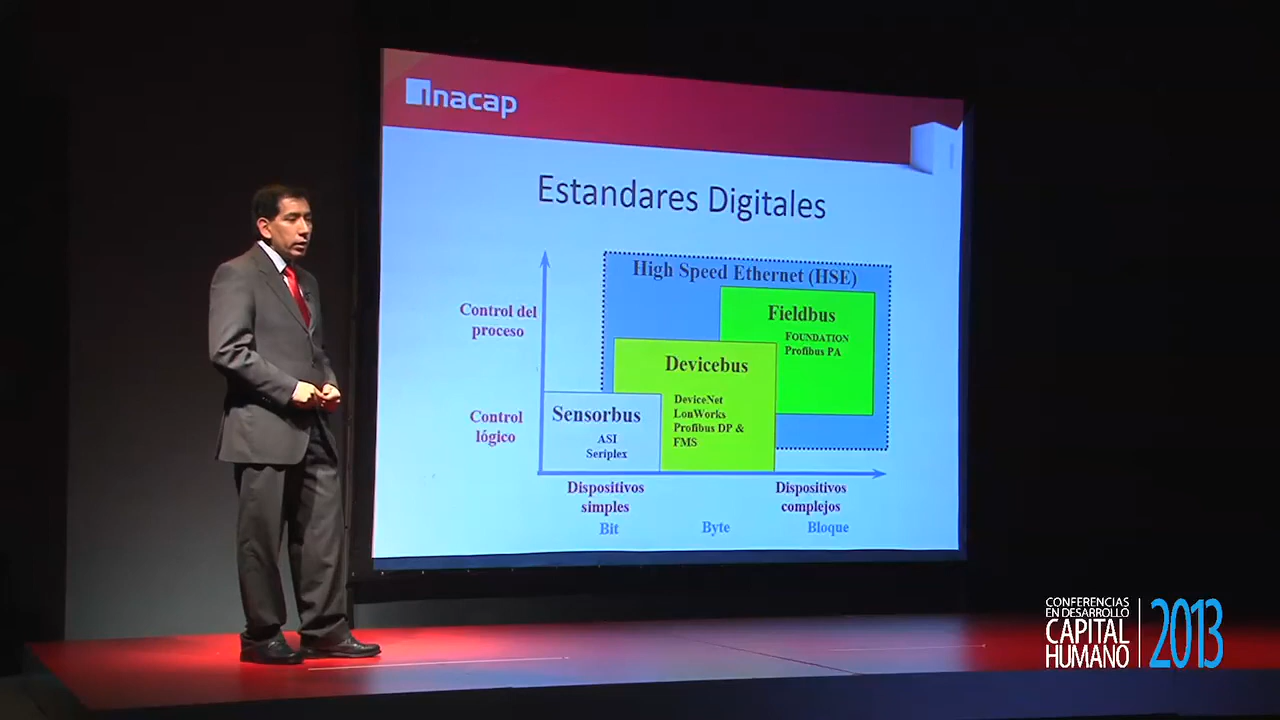 Inacap
Estandares Digitales
High Speed Ethernet (HSE)
Control del
proceso
Fieldbus
FOUNDATION
Profibus PA
Devicebus
DeviceNet
LonWorks
Profibus DP &
FMS
Control
lógico
Sensorbus
ASI
Seriplex
Dispositivos
simples
Dispositivos
complejos
Bit
Byte
Bloque
CONFERENCIAS
EN DESARROLLO
CAPITAL
HUMANO
2013